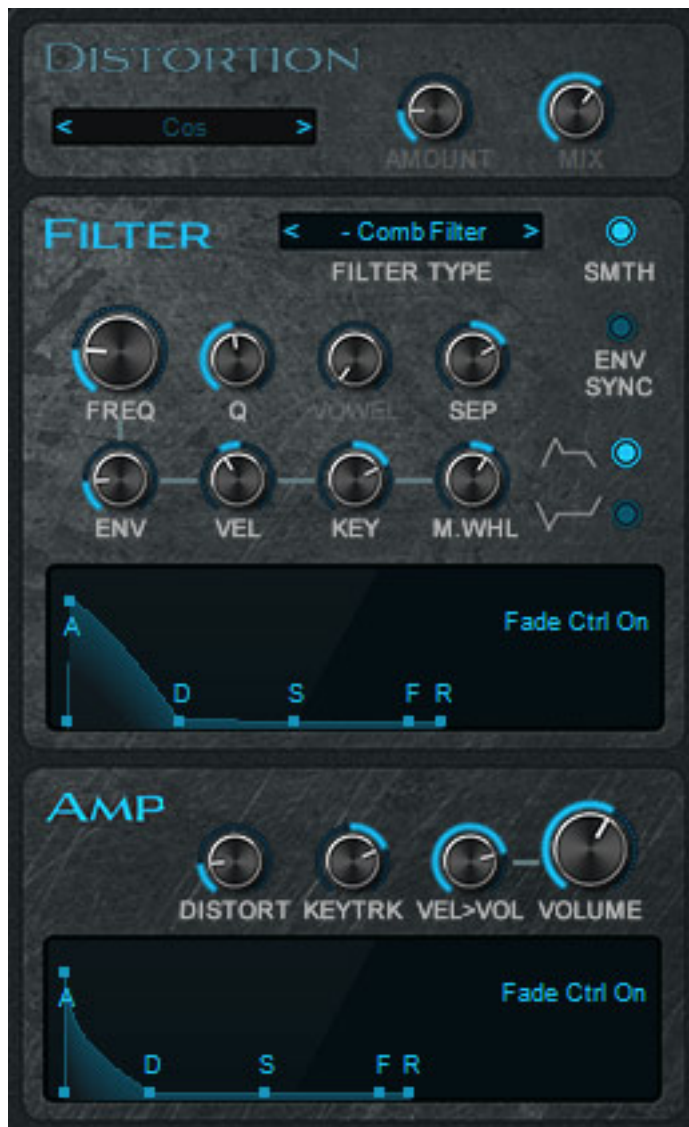 DISTORTION
< Cos >
AMOUNT MIX
FILTER < - Comb Filter >
FILTER TYPE SMTH
ENV
SYNC
FREQ Q VOWEL SEP
ENV VEL KEY M.WHL
Fade Ctrl On
A
D S F R
AMP
DISTORT KEYTRK VEL>VOL VOLUME
Fade Ctrl On
A
D S F R